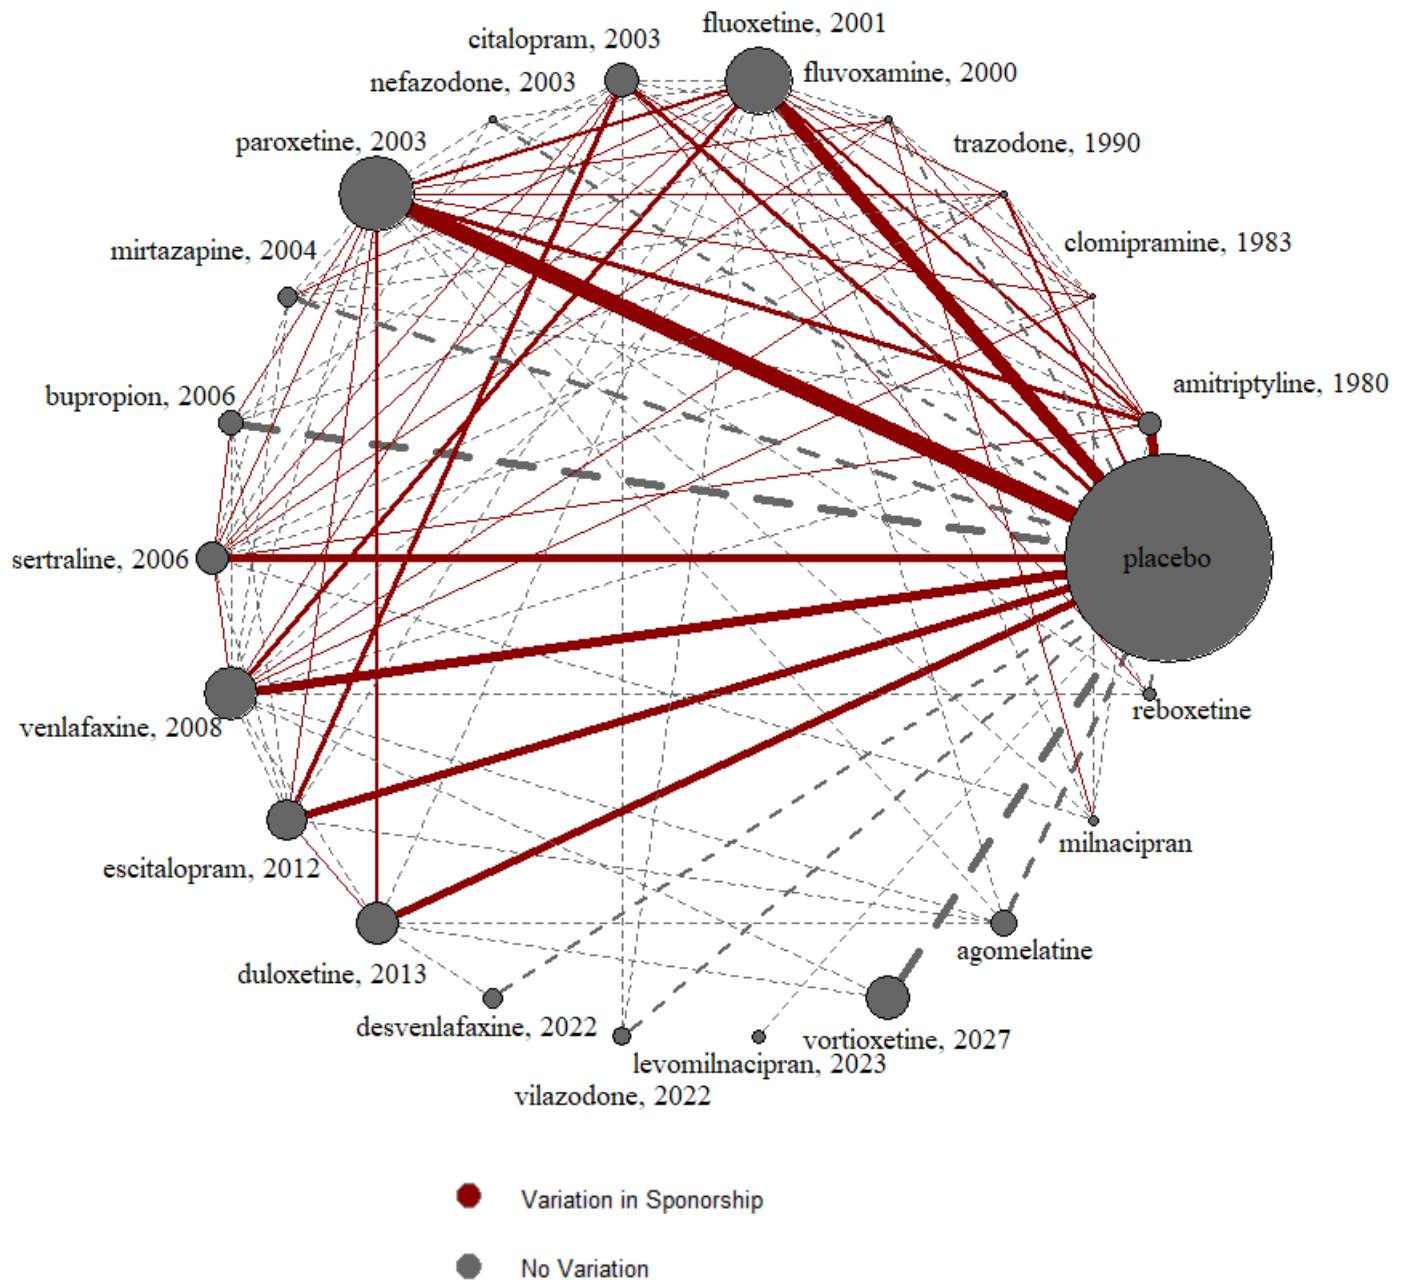 fluoxetine, 2001
citalopram, 2003
fluvoxamine, 2000
nefazodone, 2003
paroxetine, 2003
trazodone, 1990
mirtazapine, 2004
clomipramine, 1983
bupropion, 2006
amitriptyline, 1980
sertraline, 2006
placebo
venlafaxine, 2008
reboxetine
escitalopram, 2012
milnacipran
duloxetine, 2013
agomelatine
desvenlafaxine, 2022
vortioxetine, 2027
levomilnacipran, 2023
vilazodone, 2022
Variation in Sponorship
No Variation